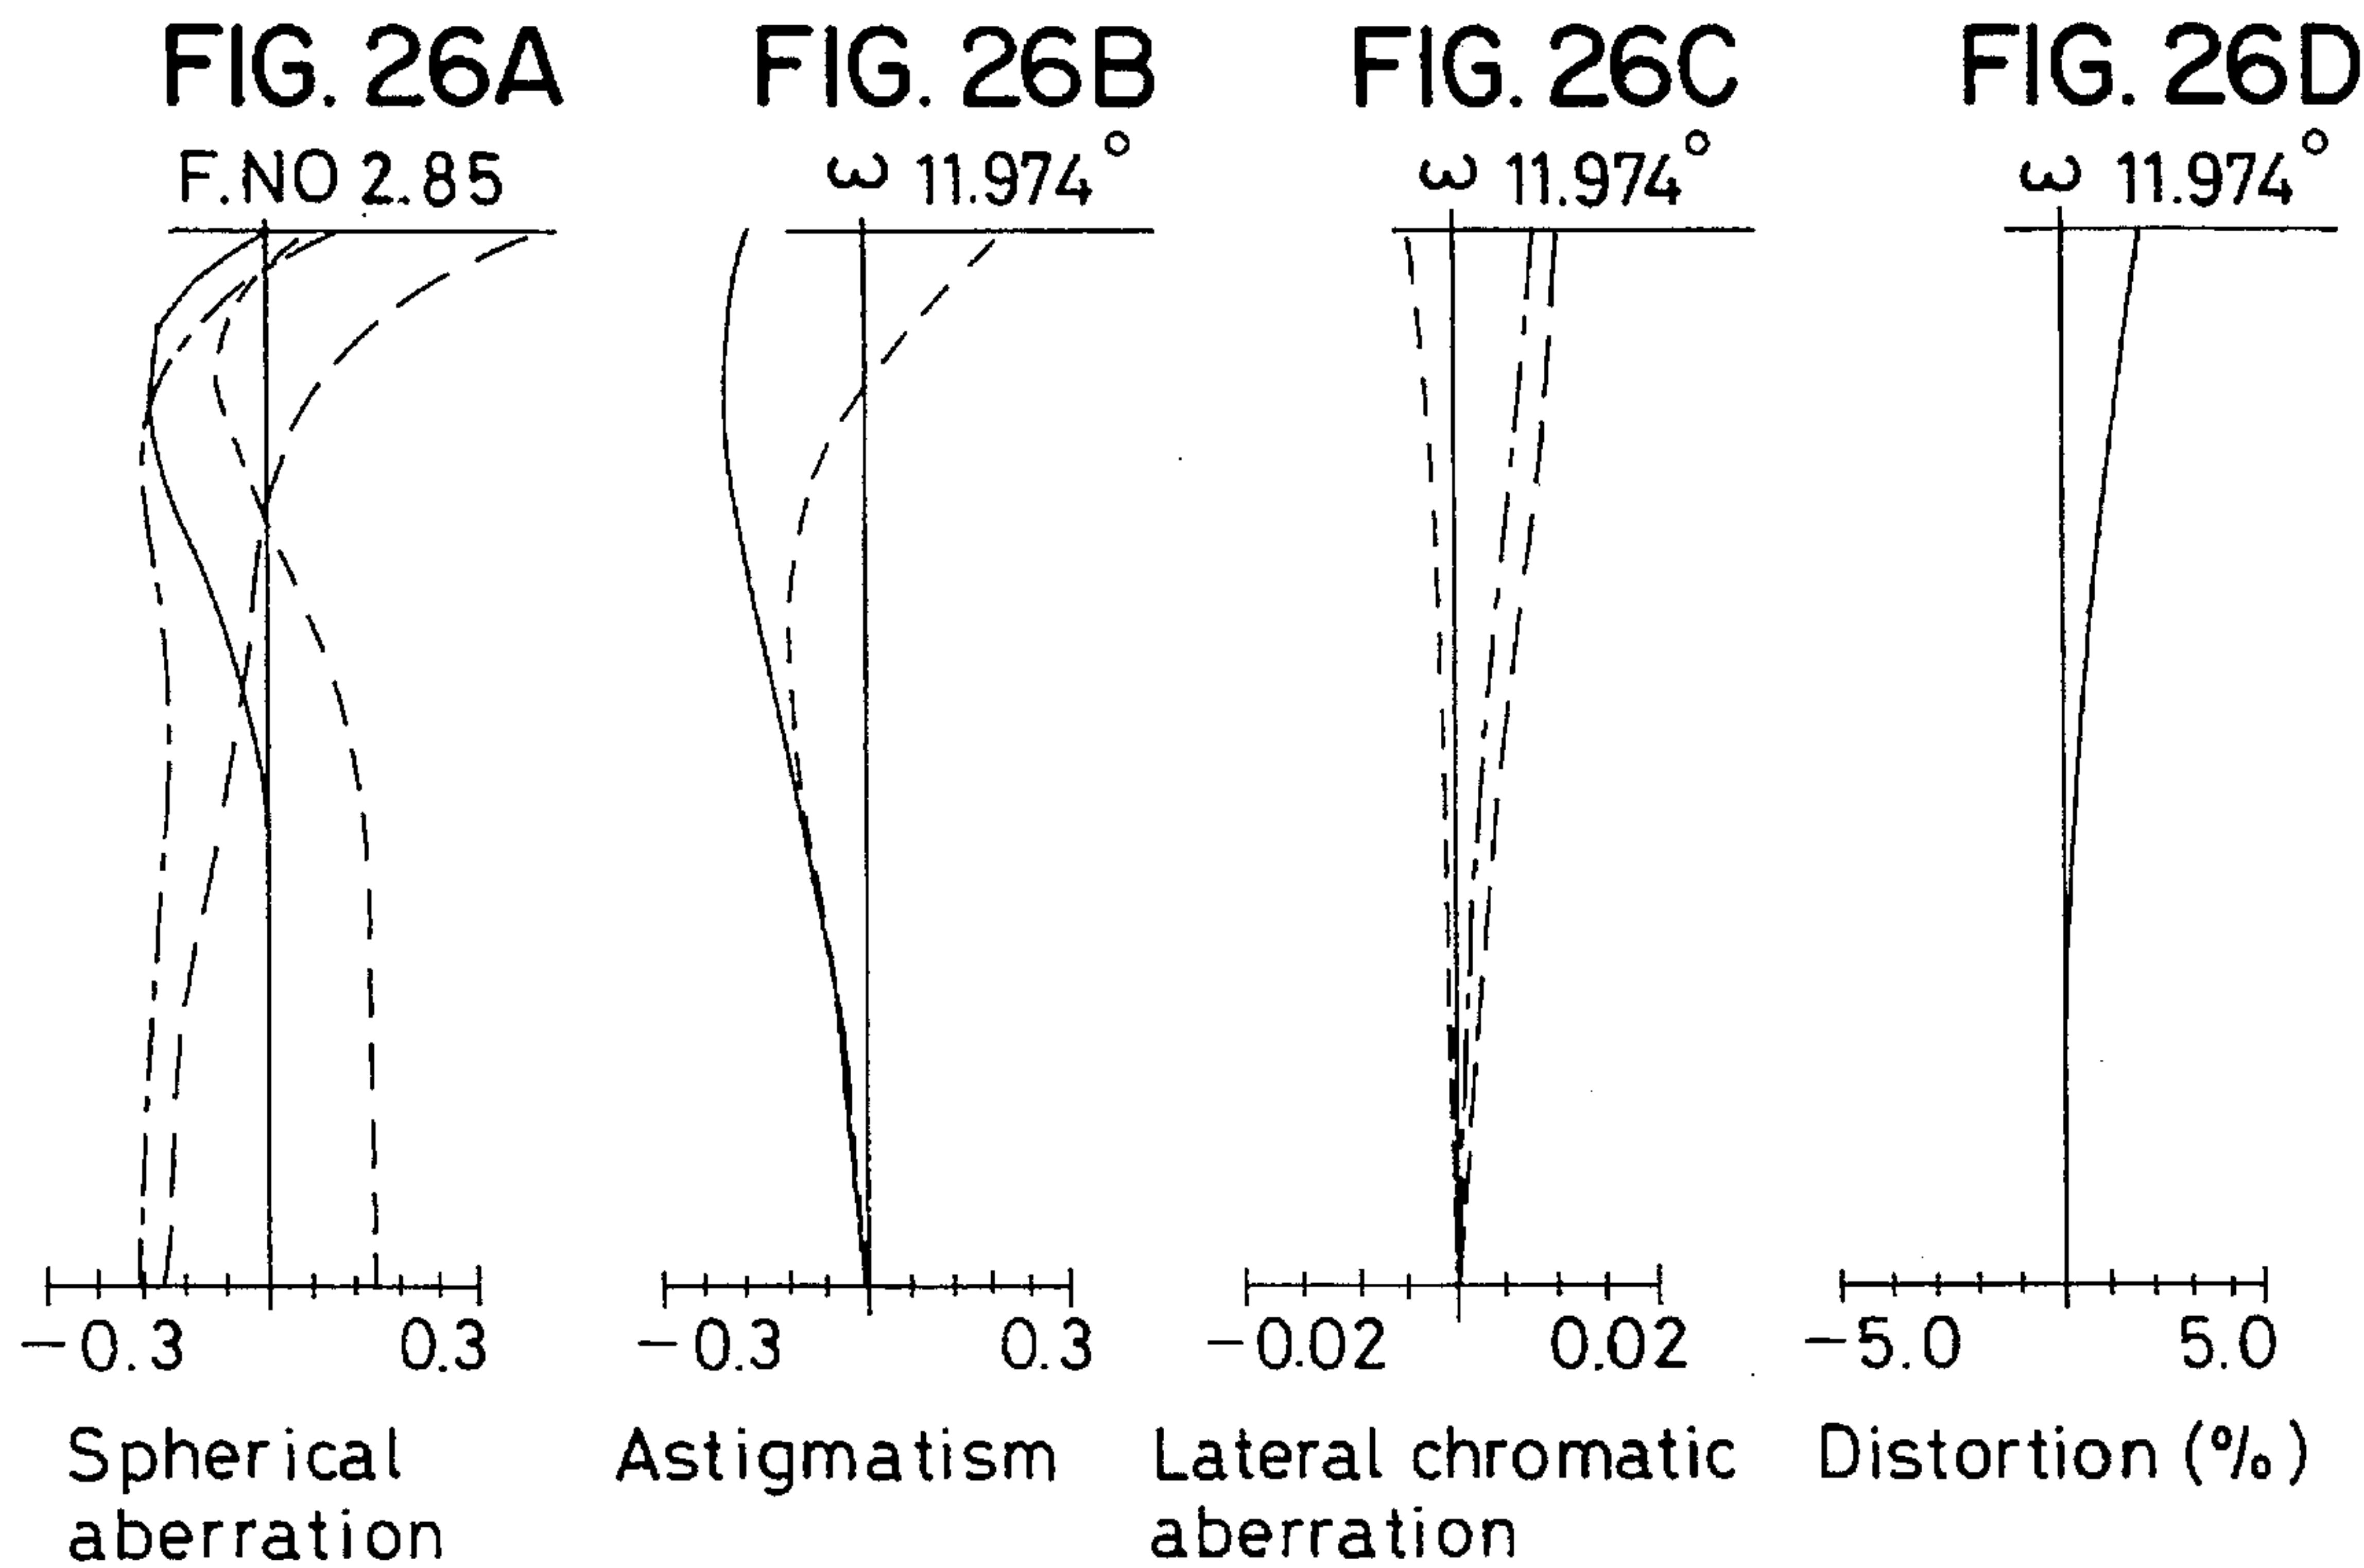 FIG. 26A
F.NO 2.85
-0.3 0.3
Spherical
aberration
FIG. 26B
ω 11.974°
-0.3 0.3
Astigmatism
FIG. 26C
ω 11.974°
-0.02 0.02
Lateral chromatic
aberration
FIG. 26D
ω 11.974°
-5.0 5.0
Distortion (%)